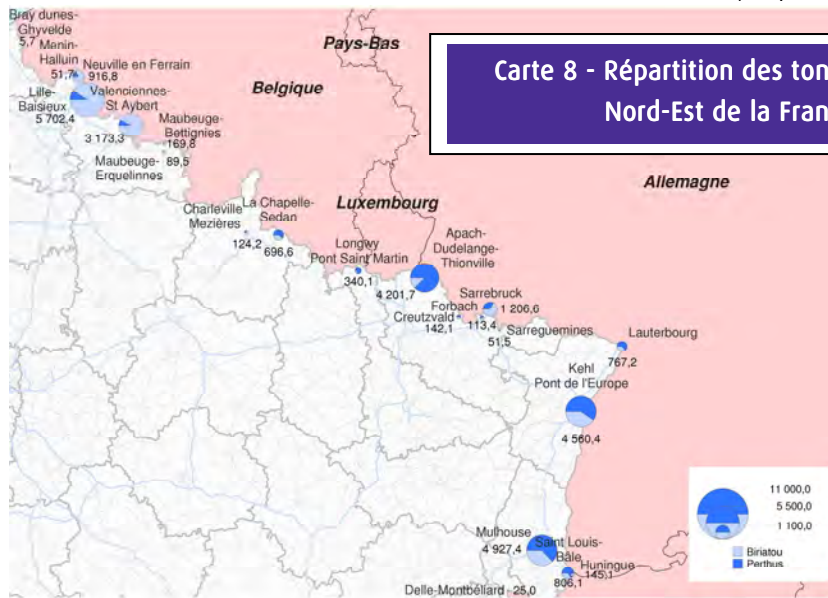 Bray dunes-
Ghyvelde
5,7
Menin-
Halluin
51,7
Neuville en Ferrain
916,8
Lille-
Baisieux
5 702,4
Valenciennes-
St Aybert
3 173,3
Maubeuge-
Bettignies
169,8
Maubeuge-
Erquelinnes
89,5
Pays-Bas
Belgique
Carte 8 - Répartition des ton
Nord-Est de la Fran
Allemagne
Luxembourg
Charleville
Mezières
124,2
La Chapelle-
Sedan
696,6
Longwy
Pont Saint Martin
340,1
Apach-
Dudelange-
Thionville
4 201,7
Sarrebruck
1 206,6
Forbach
113,4
Creutzvald
142,1
Sarreguemines
51,5
Lauterbourg
767,2
Kehl
Pont de l'Europe
4 560,4
Mulhouse
4 927,4
Saint Louis-
Bâle
806,1
Huningue
145,1
Delle-Montbéliard - 25,0
11 000,0
5 500,0
1 100,0
Biriatou
Perthus